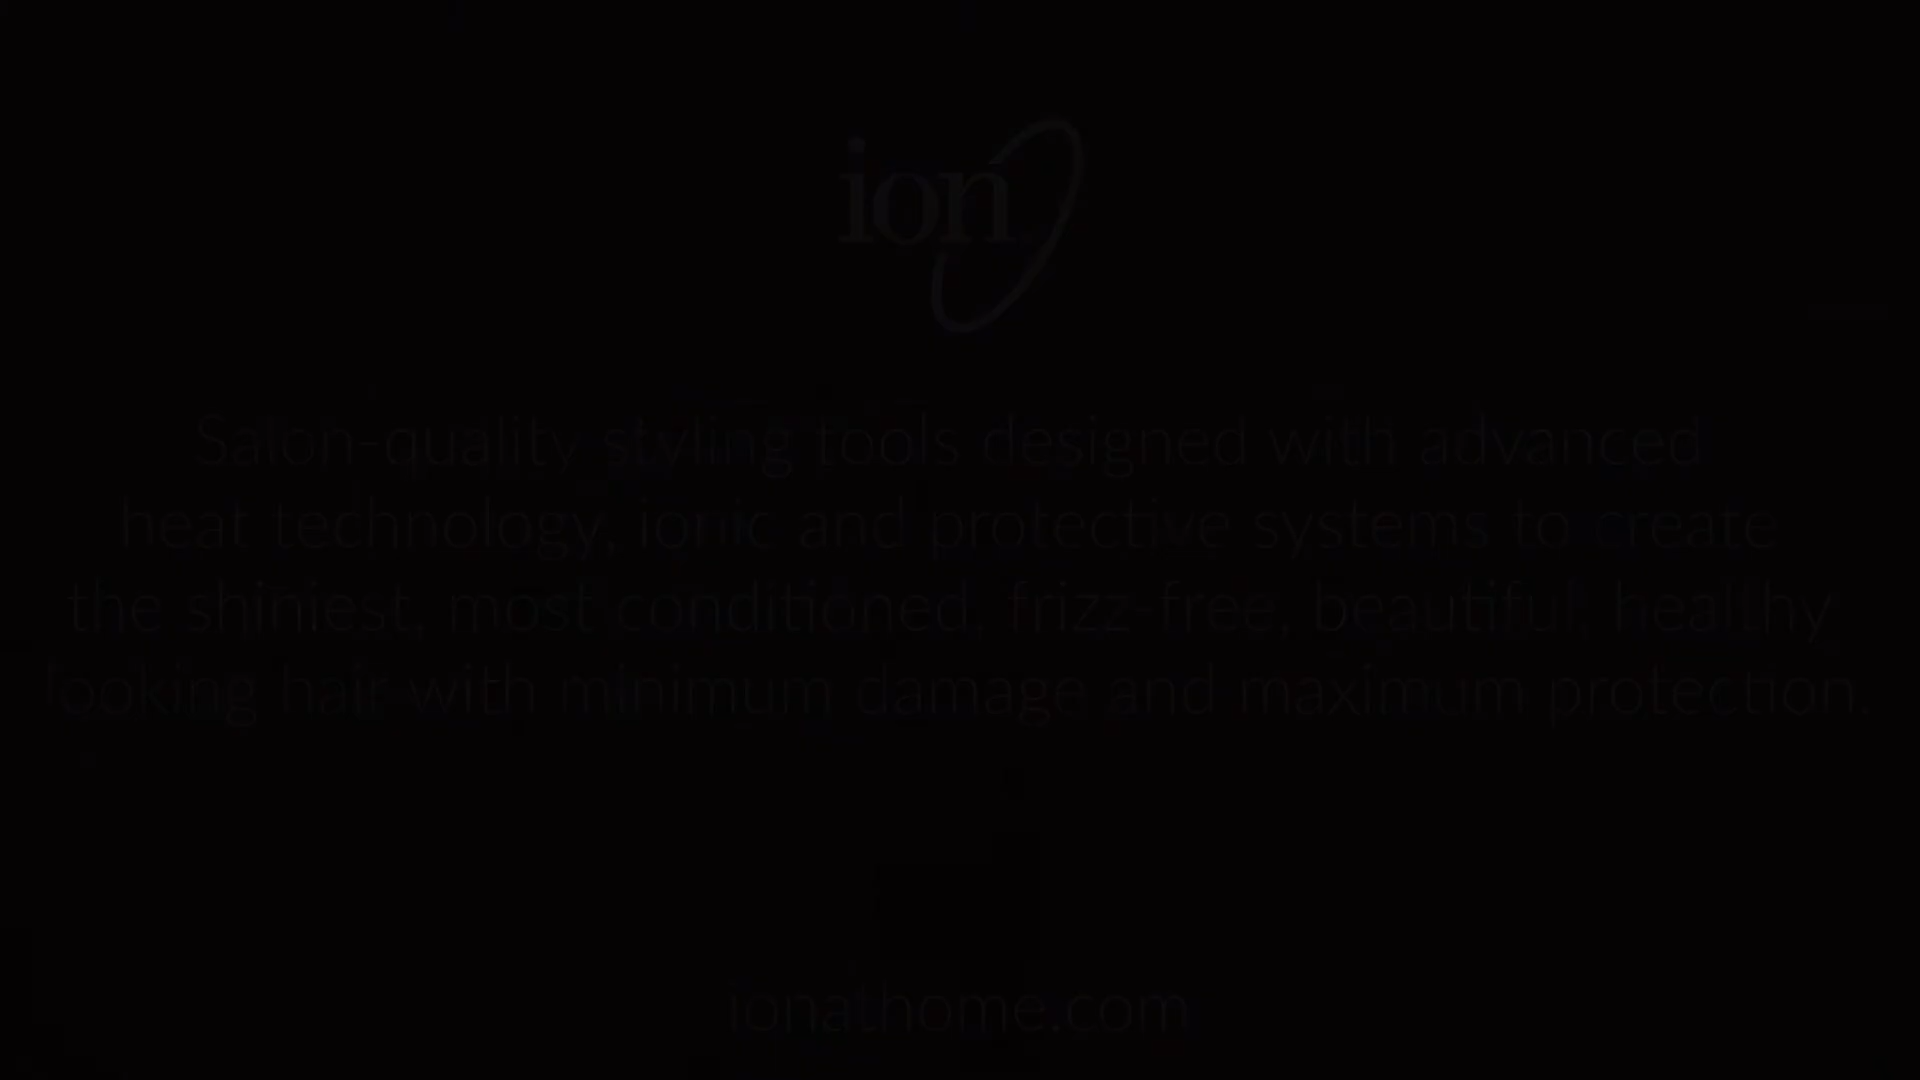 ion
Salon-quality styling tools designed with advanced
heat technology, ionic and protective systems to create
the shiniest, most conditioned, frizz-free, beautiful, healthy
looking hair with minimum damage and maximum protection.
ionathome.com